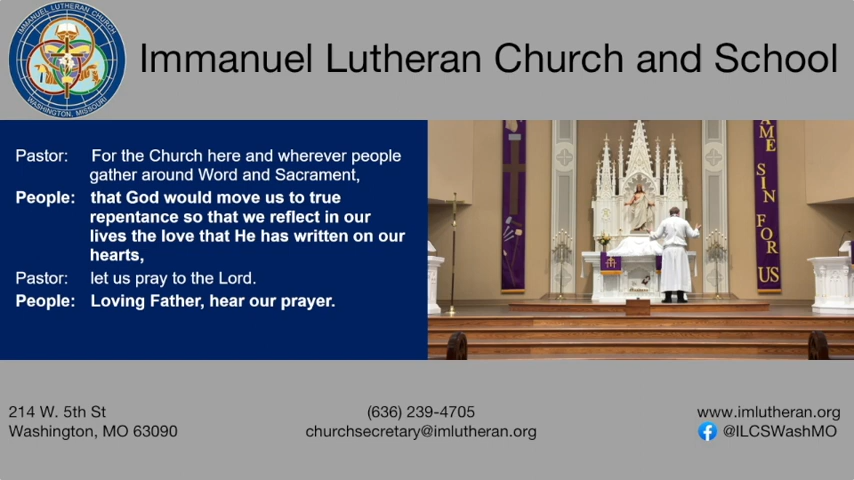 IMMANUEL LUTHERAN CHURCH
WASHINGTON, MISSOURI
Immanuel Lutheran Church and School
Pastor: For the Church here and wherever people
gather around Word and Sacrament,
People: that God would move us to true
repentance so that we reflect in our
lives the love that He has written on our
hearts,
Pastor: let us pray to the Lord.
People: Loving Father, hear our prayer.
AME
SIN
FOR
US
214 W. 5th St
Washington, MO 63090
(636) 239-4705
churchsecretary@imlutheran.org
www.imlutheran.org
@ILCSWashMO